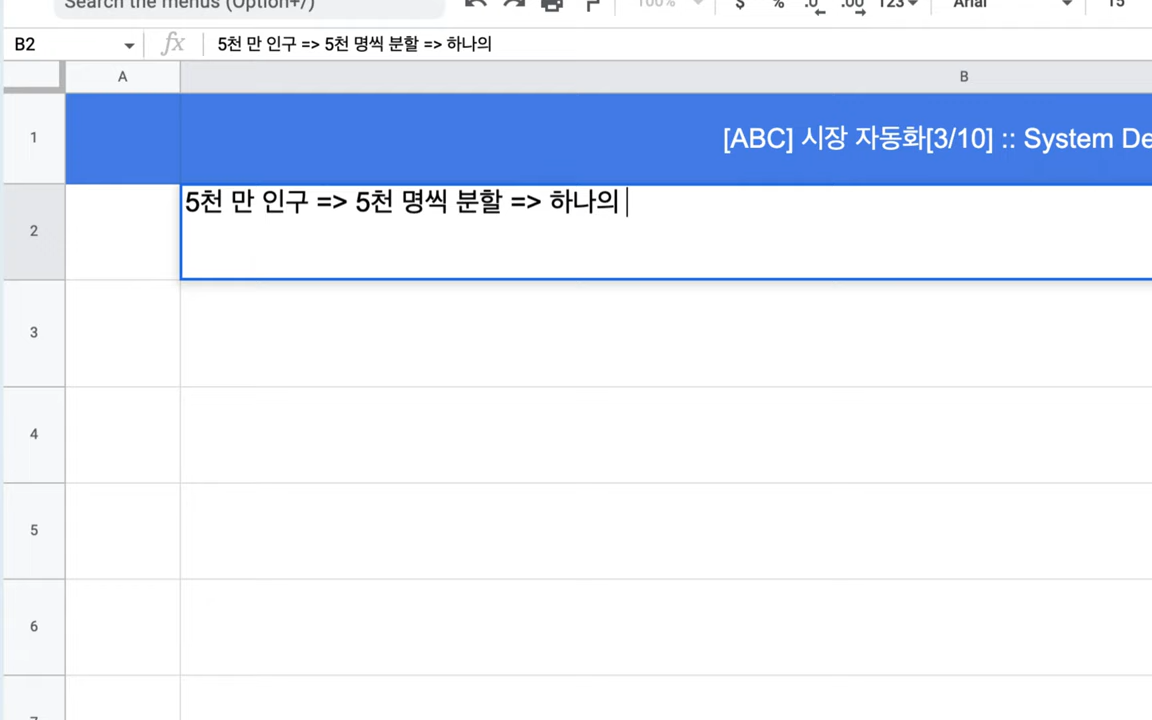 Search the menus (Option+/)
100% $ % .0 .00 123 Arial 15
B2 fx 5천 만 인구 => 5천 명씩 분할 => 하나의
A B
1 [ABC] 시장 자동화[3/10] :: System De
2 5천 만 인구 => 5천 명씩 분할 => 하나의
3
4
5
6
7